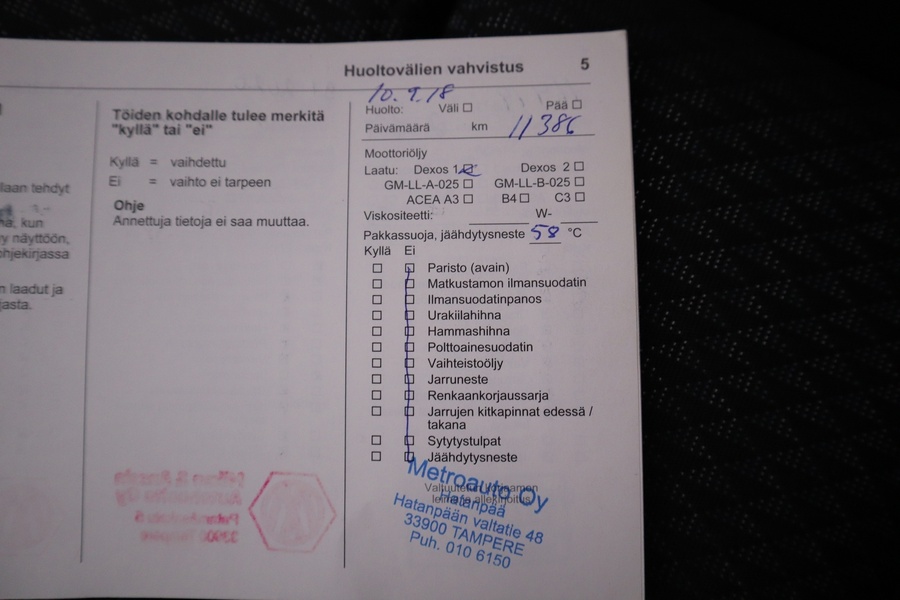 Huoltovälien vahvistus 5
laan tehdyt
na, kun
y näyttöön,
ohjekirjassa
n laadut ja
jasta.
Töiden kohdalle tulee merkitä
"kyllä" tai "ei"
Kyllä = vaihdettu
Ei = vaihto ei tarpeen
Ohje
Annettuja tietoja ei saa muuttaa.
10.9.18
Huolto: Väli Pää
Päivämäärä km 11386
Moottoriöljy
Laatu: Dexos 1 Dexos 2
GM-LL-A-025 GM-LL-B-025
ACEA A3 B4 C3
Viskositeetti: W-
Pakkassuoja, jäähdytysneste 58 °C
Kyllä Ei
Paristo (avain)
Matkustamon ilmansuodatin
Ilmansuodatinpanos
Urakiilahihna
Hammashihna
Polttoainesuodatin
Vaihteistoöljy
Jarruneste
Renkaankorjaussarja
Jarrujen kitkapinnat edessä /
takana
Sytytystulpat
Jäähdytysneste
Metroauto Oy
Hatanpää
Hatanpään valtatie 48
33900 TAMPERE
Puh. 010 6150